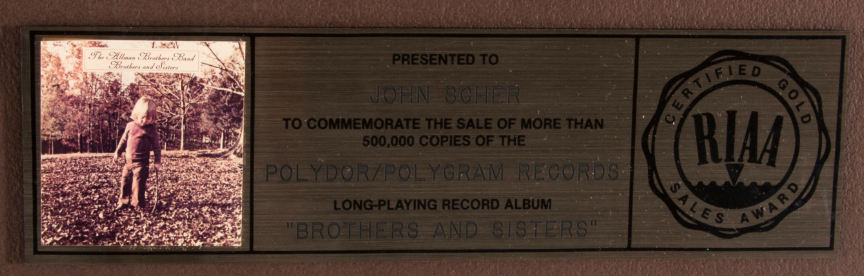 The Allman Brothers Band
Brothers and Sisters
PRESENTED TO
JOHN SCHER
TO COMMEMORATE THE SALE OF MORE THAN
500,000 COPIES OF THE
POLYDOR/POLYGRAM RECORDS
LONG-PLAYING RECORD ALBUM
"BROTHERS AND SISTERS"
CERTIFIED GOLD
RIAA
SALES AWARD